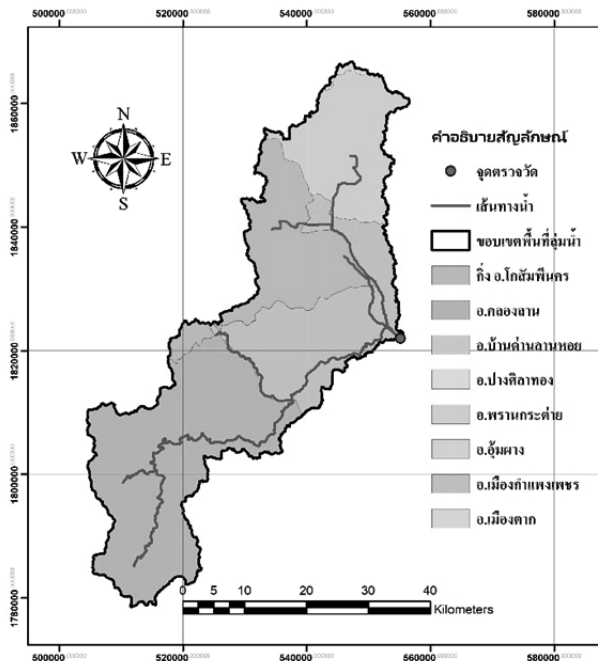 500000 520000 540000 560000 580000
1860000
1840000
1820000
1800000
1780000
N
W E
S
คำอธิบายสัญลักษณ์
จุดตรวจวัด
เส้นทางน้ำ
ขอบเขตพื้นที่ลุ่มน้ำ
กิ่ง อ.โกสัมพีนคร
อ.คลองลาน
อ.บ้านด่านลานหอย
อ.ปางศิลาทอง
อ.พรานกระต่าย
อ.อุ้มผาง
อ.เมืองกำแพงเพชร
อ.เมืองตาก
0 5 10 20 30 40
Kilometers
500000 520000 540000 560000 580000